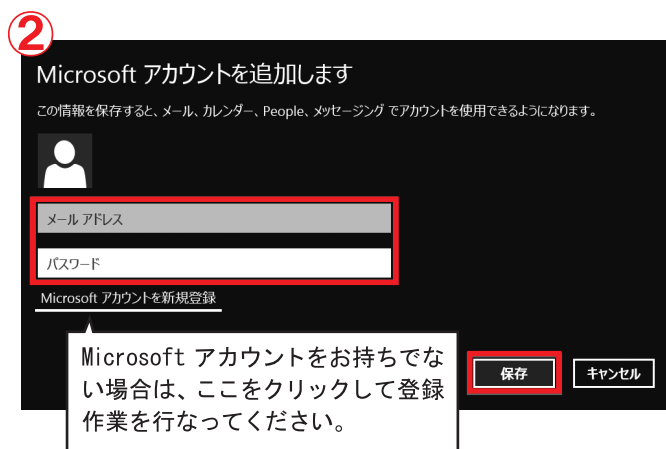 ②
Microsoft アカウントを追加します
この情報を保存すると、メール、カレンダー、People、メッセージング でアカウントを使用できるようになります。
メール アドレス
パスワード
Microsoft アカウントを新規登録
Microsoft アカウントをお持ちでな
い場合は、ここをクリックして登録
作業を行なってください。
保存 キャンセル